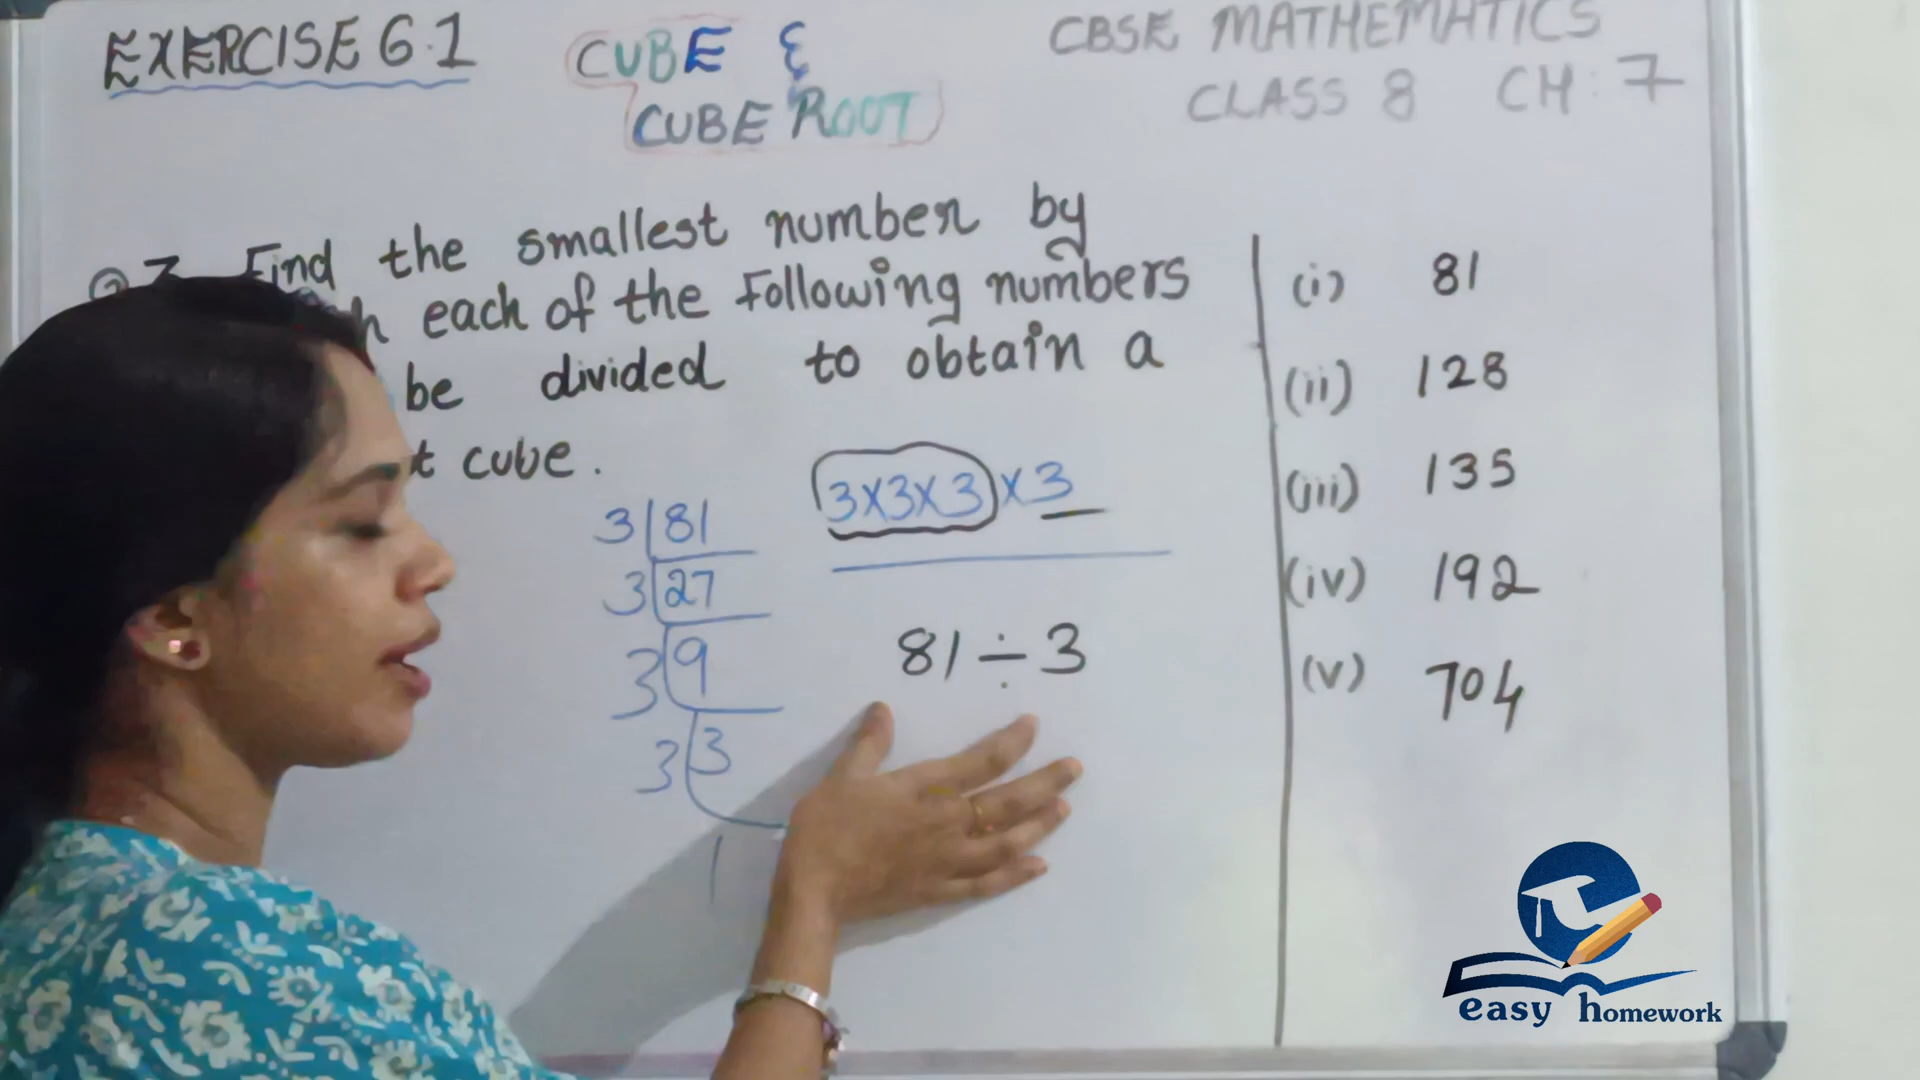 EXERCISE 6.1
CUBE &
CUBE ROOT
CBSE MATHEMATICS
CLASS 8 CH: 7
Find the smallest number by
each of the following numbers
be divided to obtain a
cube.
(i) 81
(ii) 128
(iii) 135
(iv) 192
(v) 704
3 81
3 27
3 9
3 3
1
3x3x3x3
81÷3
easy homework